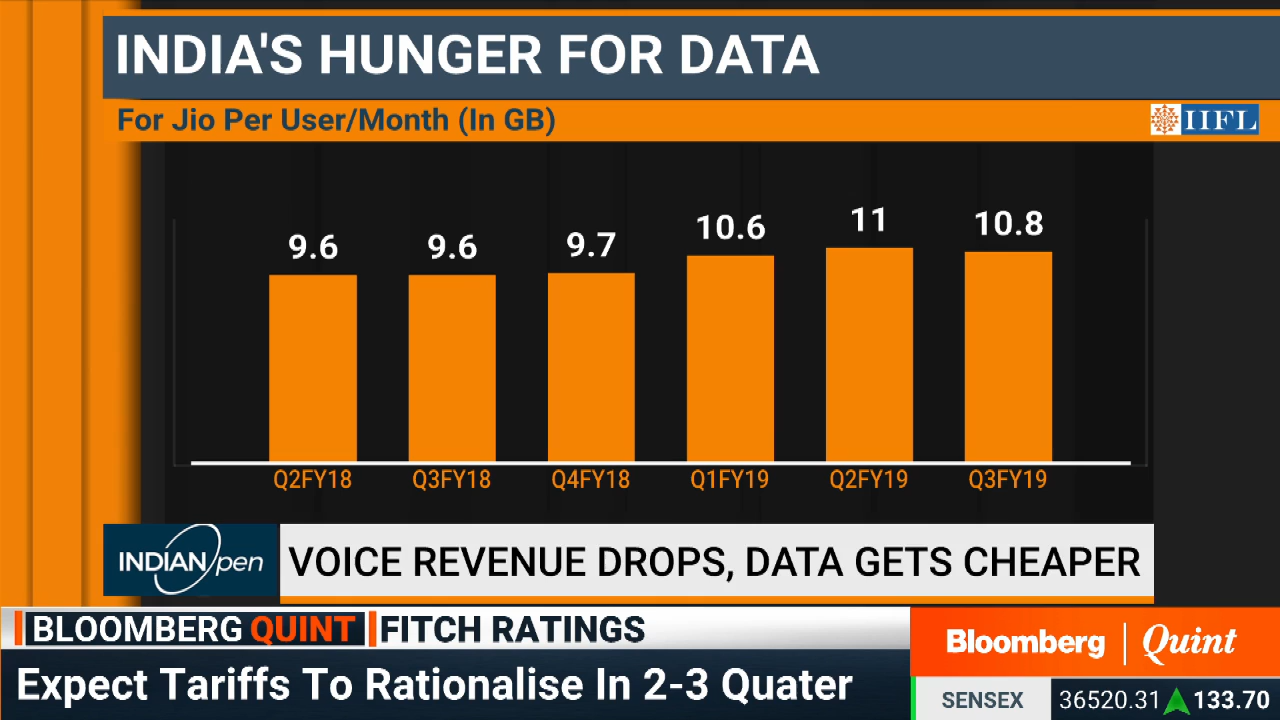 INDIA'S HUNGER FOR DATA
For Jio Per User/Month (In GB)
IIFL
9.6 9.6 9.7 10.6 11 10.8
Q2FY18 Q3FY18 Q4FY18 Q1FY19 Q2FY19 Q3FY19
INDIAN Open
VOICE REVENUE DROPS, DATA GETS CHEAPER
BLOOMBERG QUINT FITCH RATINGS
Expect Tariffs To Rationalise In 2-3 Quater
Bloomberg | Quint
SENSEX 36520.31 133.70